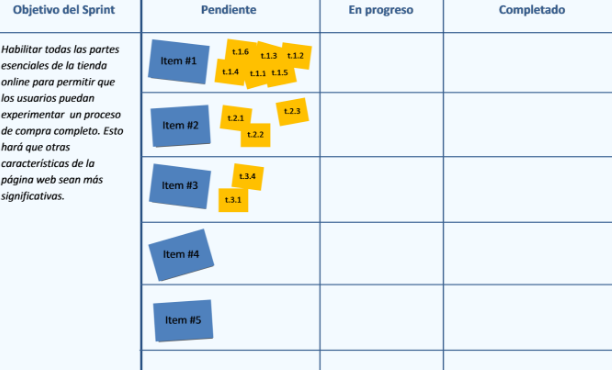 Objetivo del Sprint
Pendiente
En progreso
Completado
Habilitar todas las partes
esenciales de la tienda
online para permitir que
los usuarios puedan
experimentar un proceso
de compra completo. Esto
hará que otras
características de la
página web sean más
significativas.
Item #1
t.1.6
t.1.3
t.1.2
t.1.4
t.1.1
t.1.5
Item #2
t.2.1
t.2.2
t.2.3
Item #3
t.3.4
t.3.1
Item #4
Item #5